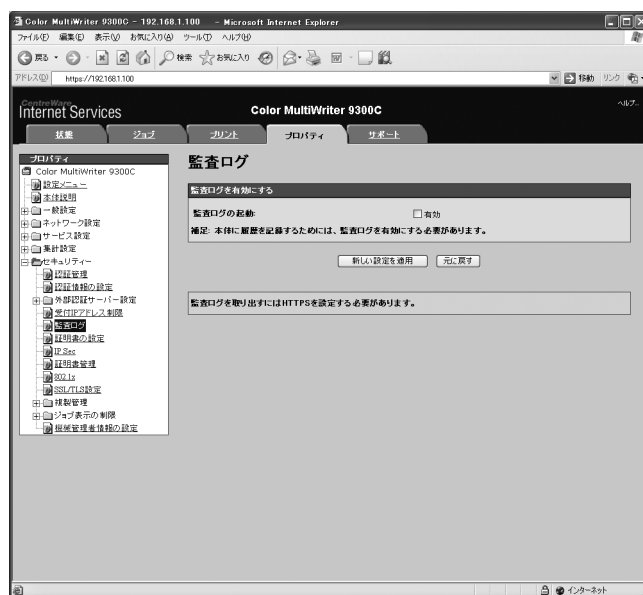 Color MultiWriter 9300C - 192.168.1.100 - Microsoft Internet Explorer
ファイル(F) 編集(E) 表示(V) お気に入り(A) ツール(T) ヘルプ(H)
戻る 検索 お気に入り
アドレス(D) https://192.168.1.100 移動 リンク
CentreWare
Internet Services
Color MultiWriter 9300C
ヘルプ...
状態 ジョブ プリント プロパティ サポート
プロパティ
Color MultiWriter 9300C
設定メニュー
本体説明
一般設定
ネットワーク設定
サービス設定
集計設定
セキュリティー
認証管理
認証情報の設定
外部認証サーバー設定
受付IPアドレス制限
監査ログ
証明書の設定
IP Sec
証明書管理
802.1x
SSL/TLS設定
複製管理
ジョブ表示の制限
機械管理者情報の設定
監査ログ
監査ログを有効にする
監査ログの起動: 有効
補足: 本体に履歴を記録するためには、監査ログを有効にする必要があります。
新しい設定を適用 元に戻す
監査ログを取り出すにはHTTPSを設定する必要があります。
インターネット